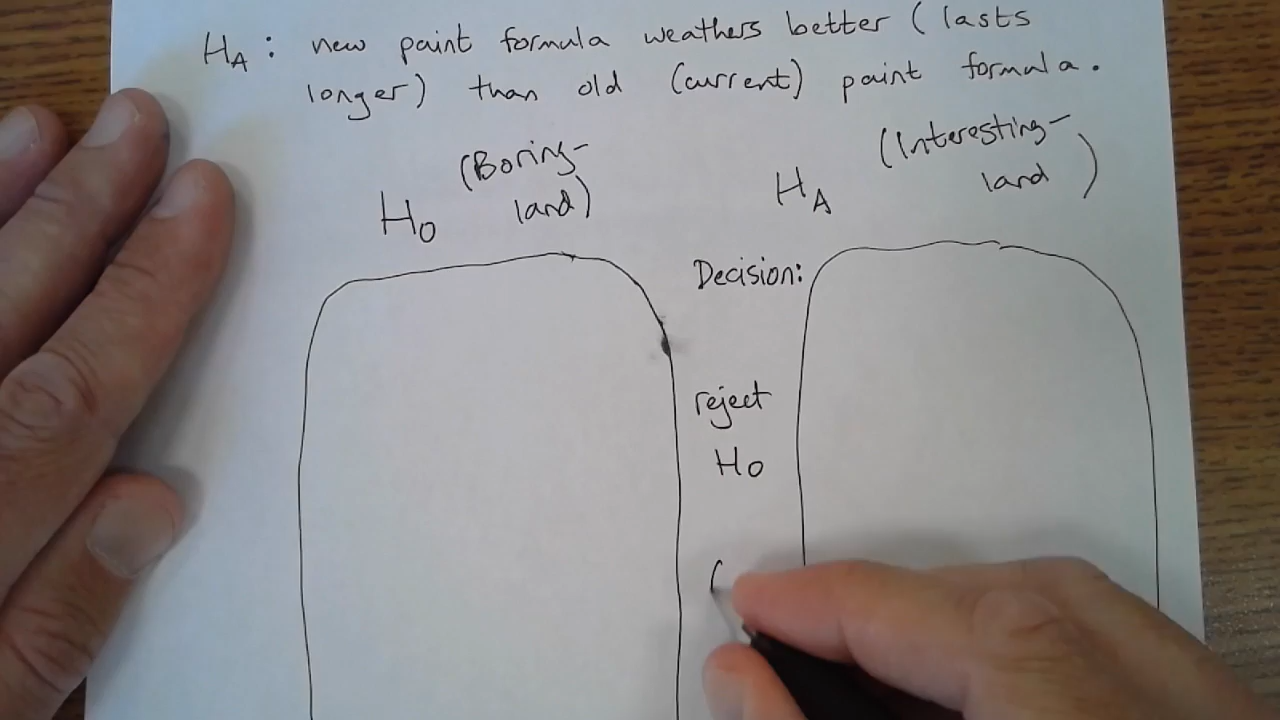 HA: new paint formula weathers better (lasts
longer) than old (current) paint formula.
H0 (Boring-
land)
HA (Interesting-
land)
Decision:
reject
H0
(